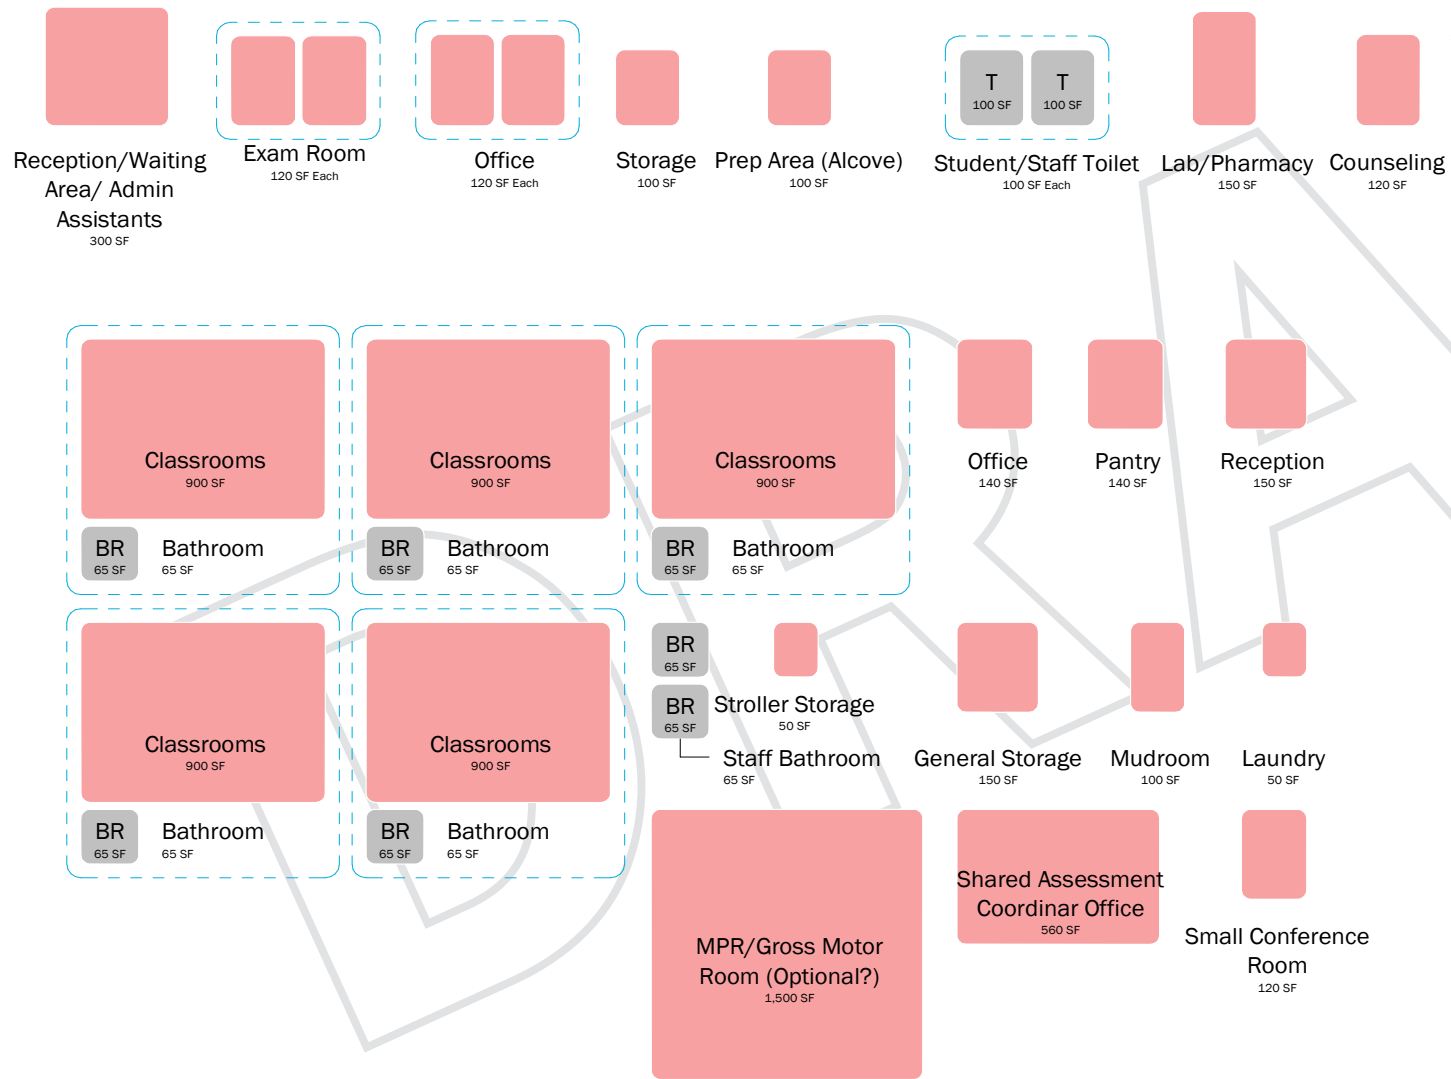 T
100 SF
T
100 SF
Reception/Waiting
Area/ Admin
Assistants
300 SF
Exam Room
120 SF Each
Office
120 SF Each
Storage
100 SF
Prep Area (Alcove)
100 SF
Student/Staff Toilet
100 SF Each
Lab/Pharmacy
150 SF
Counseling
120 SF
Classrooms
900 SF
BR
65 SF
Bathroom
65 SF
Classrooms
900 SF
BR
65 SF
Bathroom
65 SF
Classrooms
900 SF
BR
65 SF
Bathroom
65 SF
Office
140 SF
Pantry
140 SF
Reception
150 SF
Classrooms
900 SF
BR
65 SF
Bathroom
65 SF
Classrooms
900 SF
BR
65 SF
Bathroom
65 SF
BR
65 SF
BR
65 SF
Stroller Storage
50 SF
Staff Bathroom
65 SF
General Storage
150 SF
Mudroom
100 SF
Laundry
50 SF
MPR/Gross Motor
Room (Optional?)
1,500 SF
Shared Assessment
Coordinar Office
560 SF
Small Conference
Room
120 SF
DRA